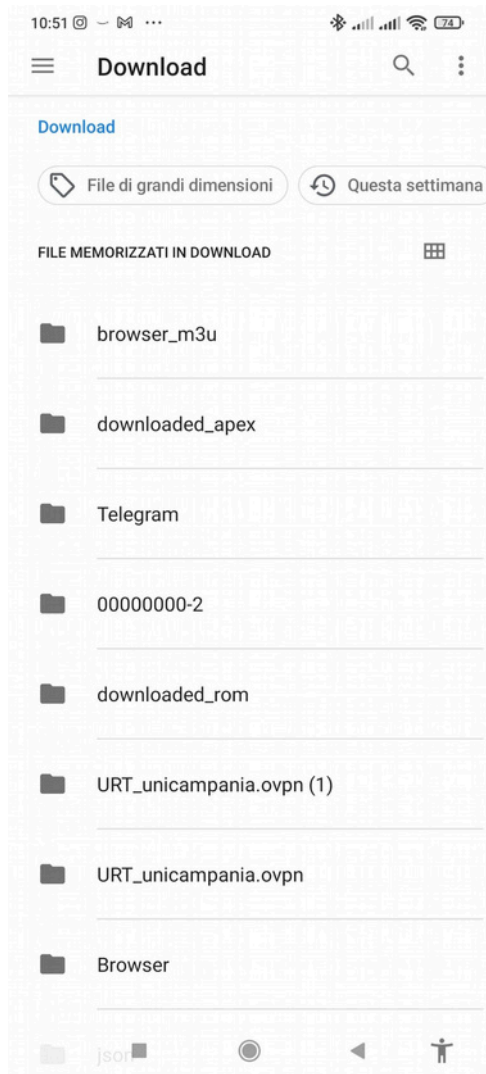 10:51 74
Download
Download
File di grandi dimensioni Questa settimana
FILE MEMORIZZATI IN DOWNLOAD
browser_m3u
downloaded_apex
Telegram
00000000-2
downloaded_rom
URT_unicampania.ovpn (1)
URT_unicampania.ovpn
Browser
json